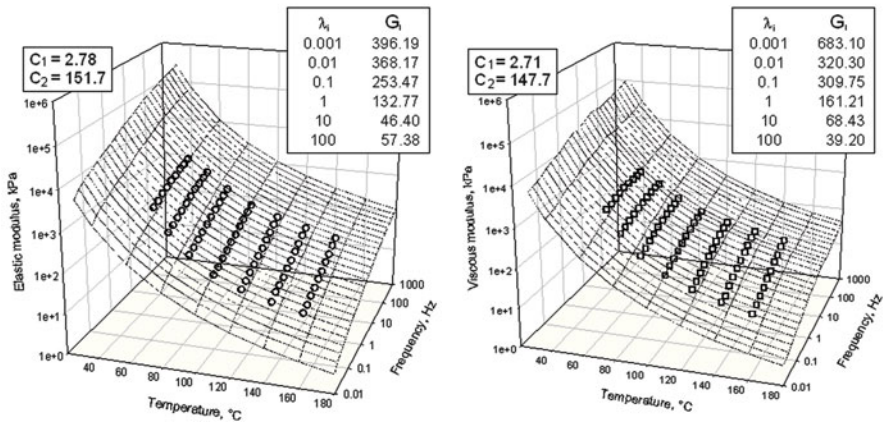 C1 = 2.78
C2 = 151.7
λi Gi
0.001 396.19
0.01 368.17
0.1 253.47
1 132.77
10 46.40
100 57.38
1e+6
1e+5
1e+4
1e+3
1e+2
1e+1
1e+0
Elastic modulus, kPa
40 60 80 100 120 140 160 180
Temperature, °C
0.01
0.1
1
10
100
1000
Frequency, Hz
C1 = 2.71
C2 = 147.7
λi Gi
0.001 683.10
0.01 320.30
0.1 309.75
1 161.21
10 68.43
100 39.20
1e+6
1e+5
1e+4
1e+3
1e+2
1e+1
1e+0
Viscous modulus, kPa
40 60 80 100 120 140 160 180
Temperature, °C
0.01
0.1
1
10
100
1000
Frequency, Hz